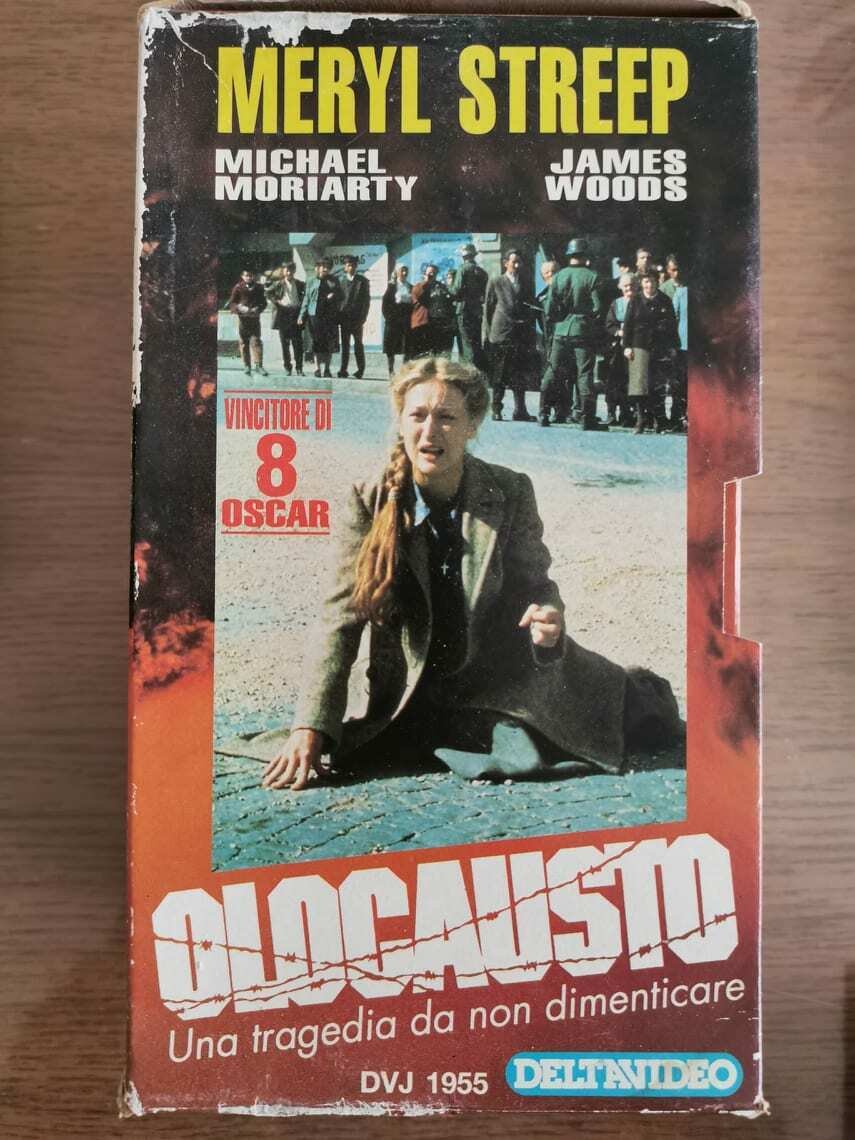 MERYL STREEP
MICHAEL MORIARTY
JAMES WOODS
VINCITORE DI
8
OSCAR
OLOCAUSTO
Una tragedia da non dimenticare
DVJ 1955 DELTAVIDEO